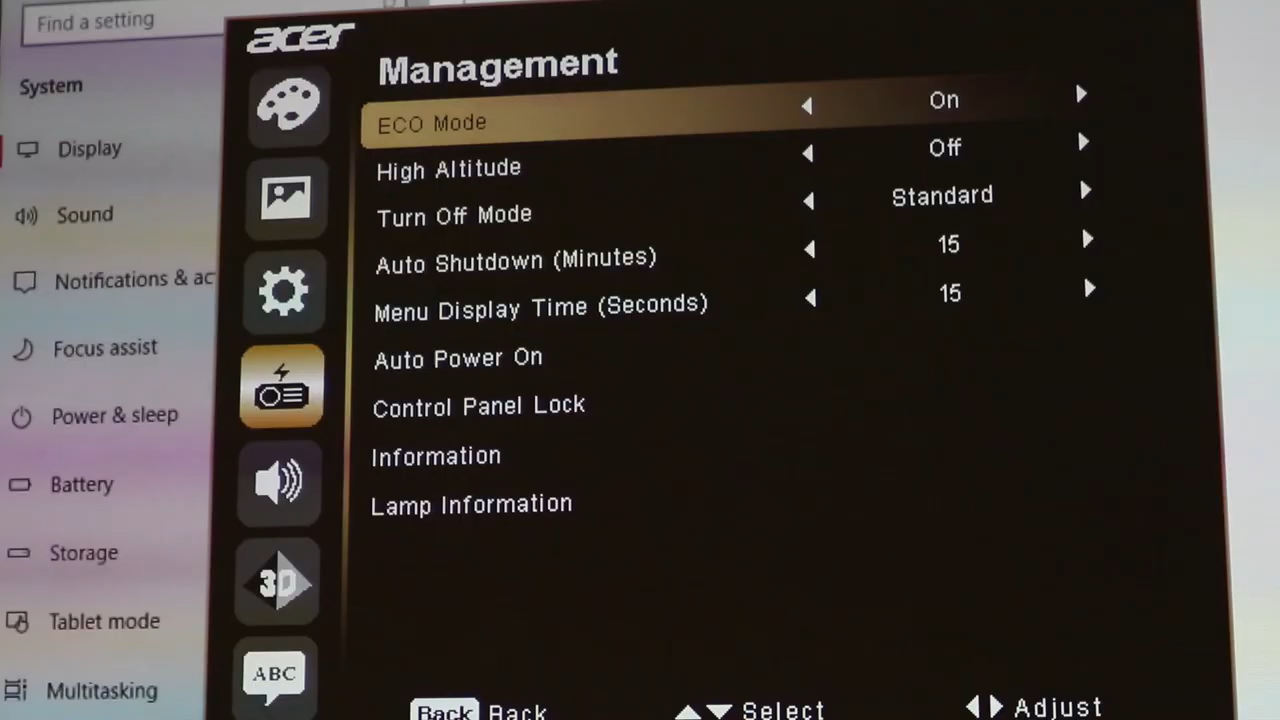 Find a setting
System
Display
Sound
Notifications & ac
Focus assist
Power & sleep
Battery
Storage
Tablet mode
Multitasking
acer
Management
ECO Mode On
High Altitude Off
Turn Off Mode Standard
Auto Shutdown (Minutes) 15
Menu Display Time (Seconds) 15
Auto Power On
Control Panel Lock
Information
Lamp Information
3D
ABC
Back Back Select Adjust